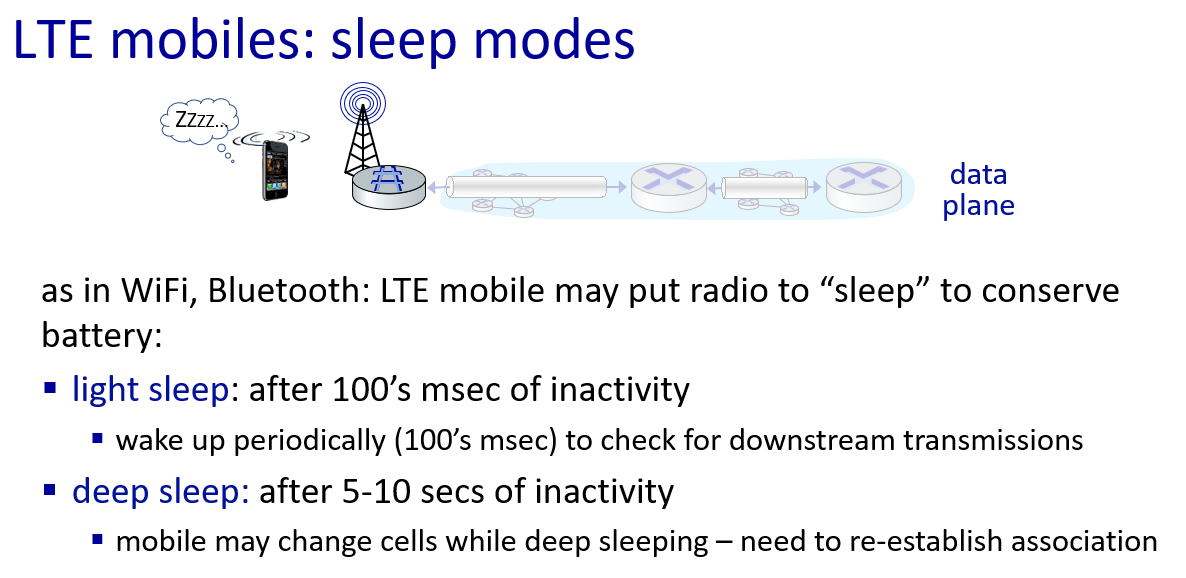 LTE mobiles: sleep modes
ZZzz...
data
plane
as in WiFi, Bluetooth: LTE mobile may put radio to “sleep” to conserve
battery:
▪ light sleep: after 100’s msec of inactivity
▪ wake up periodically (100’s msec) to check for downstream transmissions
▪ deep sleep: after 5-10 secs of inactivity
▪ mobile may change cells while deep sleeping – need to re-establish association